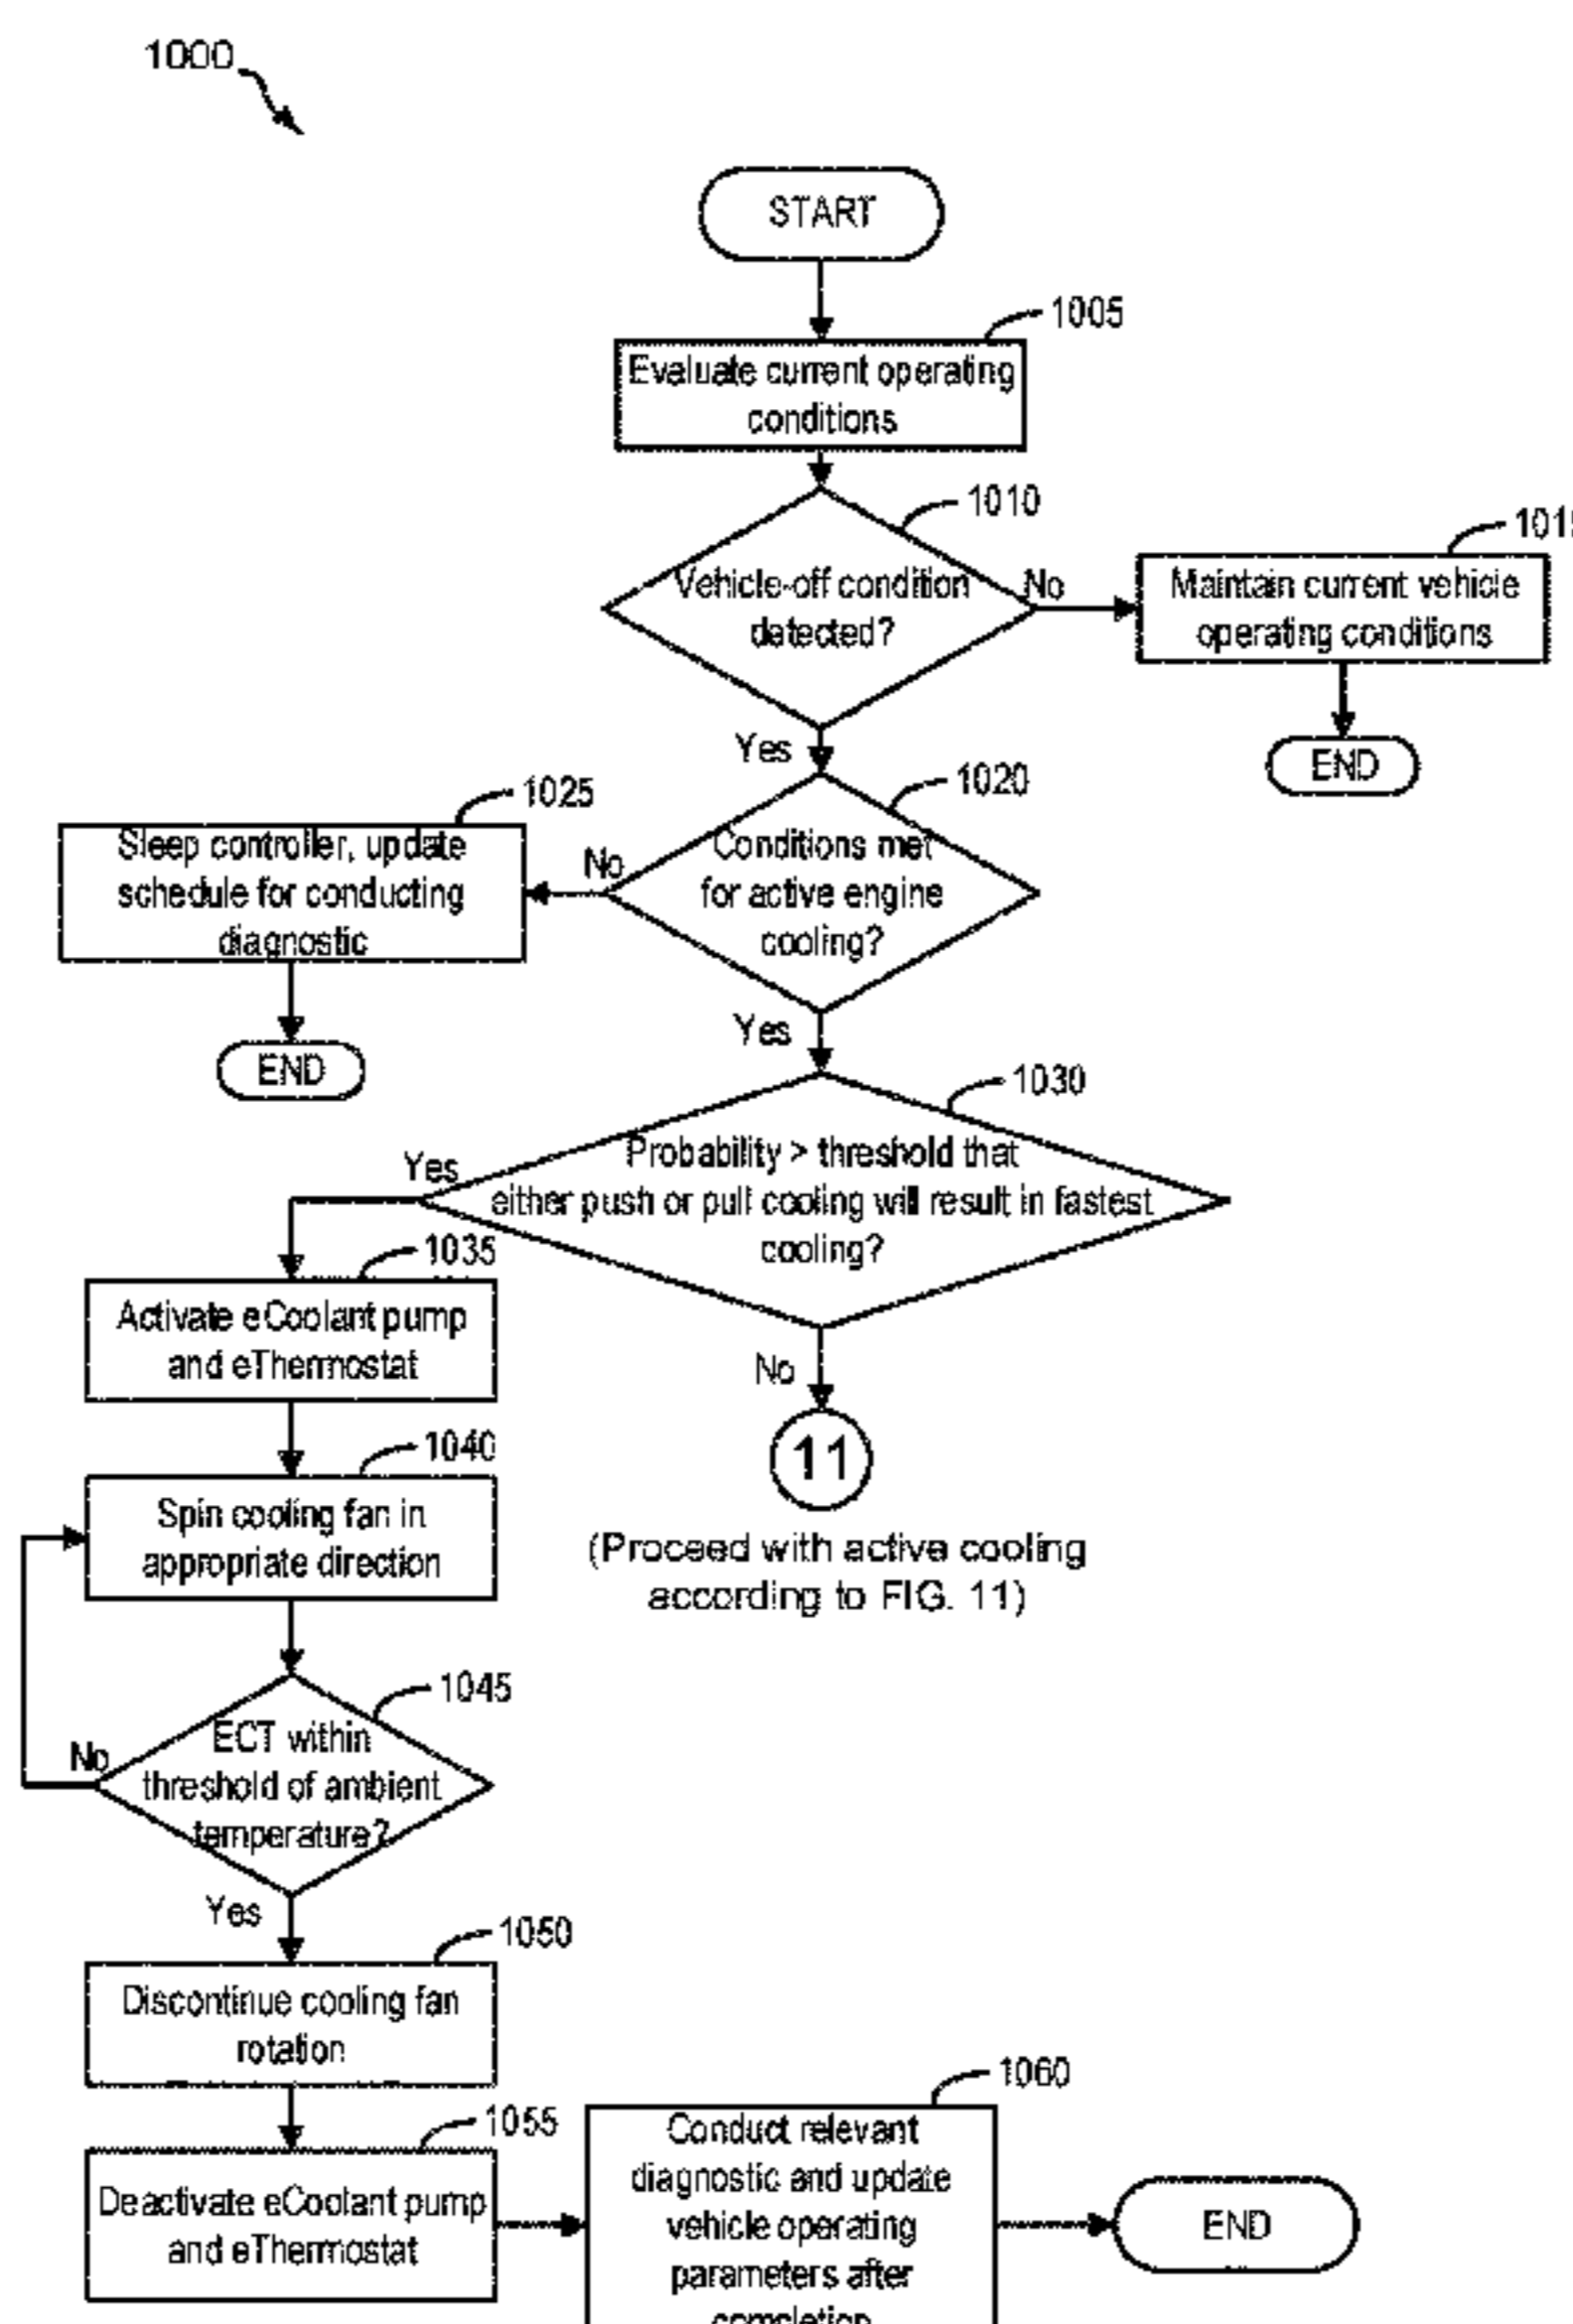 1000
START
1005
Evaluate current operating
conditions
1010
Vehicle-off condition
detected?
No
Maintain current vehicle
operating conditions
END
Yes
1020
Conditions met
for active engine
cooling?
No
1025
Sleep controller, update
schedule for conducting
diagnostic
END
Yes
1030
Probability > threshold that
either push or pull cooling will result in fastest
cooling?
Yes
No
11
(Proceed with active cooling
according to FIG. 11)
1035
Activate eCoolant pump
and eThermostat
1040
Spin cooling fan in
appropriate direction
1045
ECT within
threshold of ambient
temperature?
No
Yes
1050
Discontinue cooling fan
rotation
1055
Deactivate eCoolant pump
and eThermostat
1060
Conduct relevant
diagnostic and update
vehicle operating
parameters after
completion
END